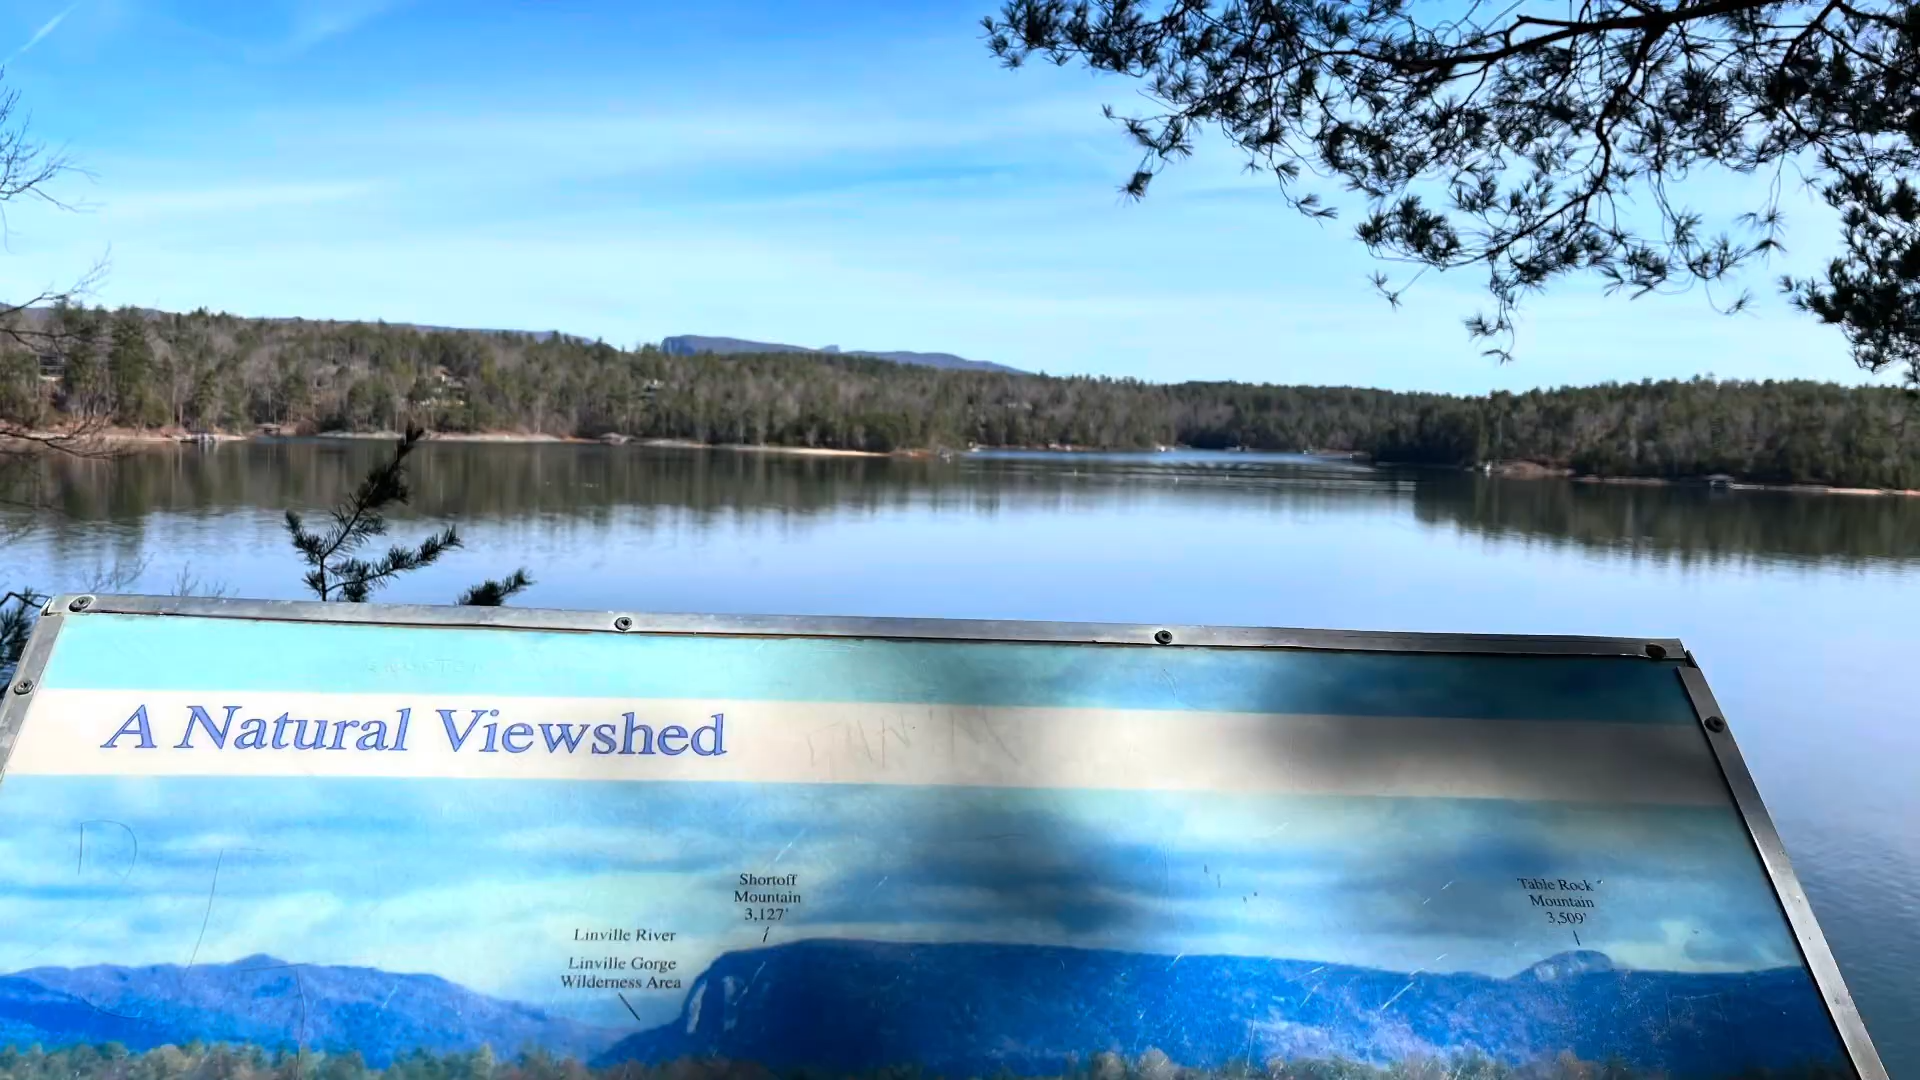 A Natural Viewshed
Shortoff
Mountain
3,127'
Table Rock
Mountain
3,509'
Linville River
Linville Gorge
Wilderness Area